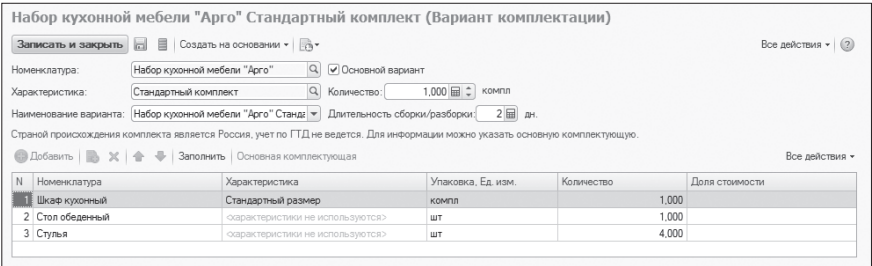 Набор кухонной мебели "Арго" Стандартный комплект (Вариант комплектации)
Записать и закрыть Создать на основании Все действия ?
Номенклатура: Набор кухонной мебели "Арго" Основной вариант
Характеристика: Стандартный комплект Количество: 1,000 компл
Наименование варианта: Набор кухонной мебели "Арго" Станда Длительность сборки/разборки: 2 дн.
Страной происхождения комплекта является Россия, учет по ГТД не ведется. Для информации можно указать основную комплектующую.
Добавить Заполнить Основная комплектующая Все действия
N Номенклатура Характеристика Упаковка, Ед. изм. Количество Доля стоимости
1 Шкаф кухонный Стандартный размер компл 1,000
2 Стол обеденный <характеристики не используются> шт 1,000
3 Стулья <характеристики не используются> шт 4,000